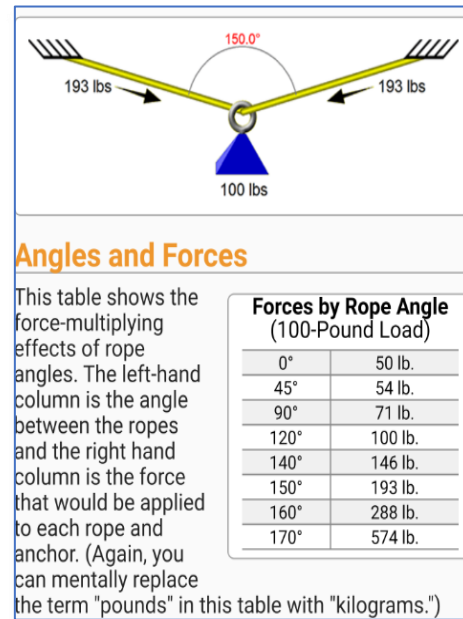 150.0°
193 lbs
193 lbs
100 lbs
Angles and Forces
This table shows the
force-multiplying
effects of rope
angles. The left-hand
column is the angle
between the ropes
and the right hand
column is the force
that would be applied
to each rope and
anchor. (Again, you
can mentally replace
the term "pounds" in this table with "kilograms.")
Forces by Rope Angle
(100-Pound Load)
0° 50 lb.
45° 54 lb.
90° 71 lb.
120° 100 lb.
140° 146 lb.
150° 193 lb.
160° 288 lb.
170° 574 lb.